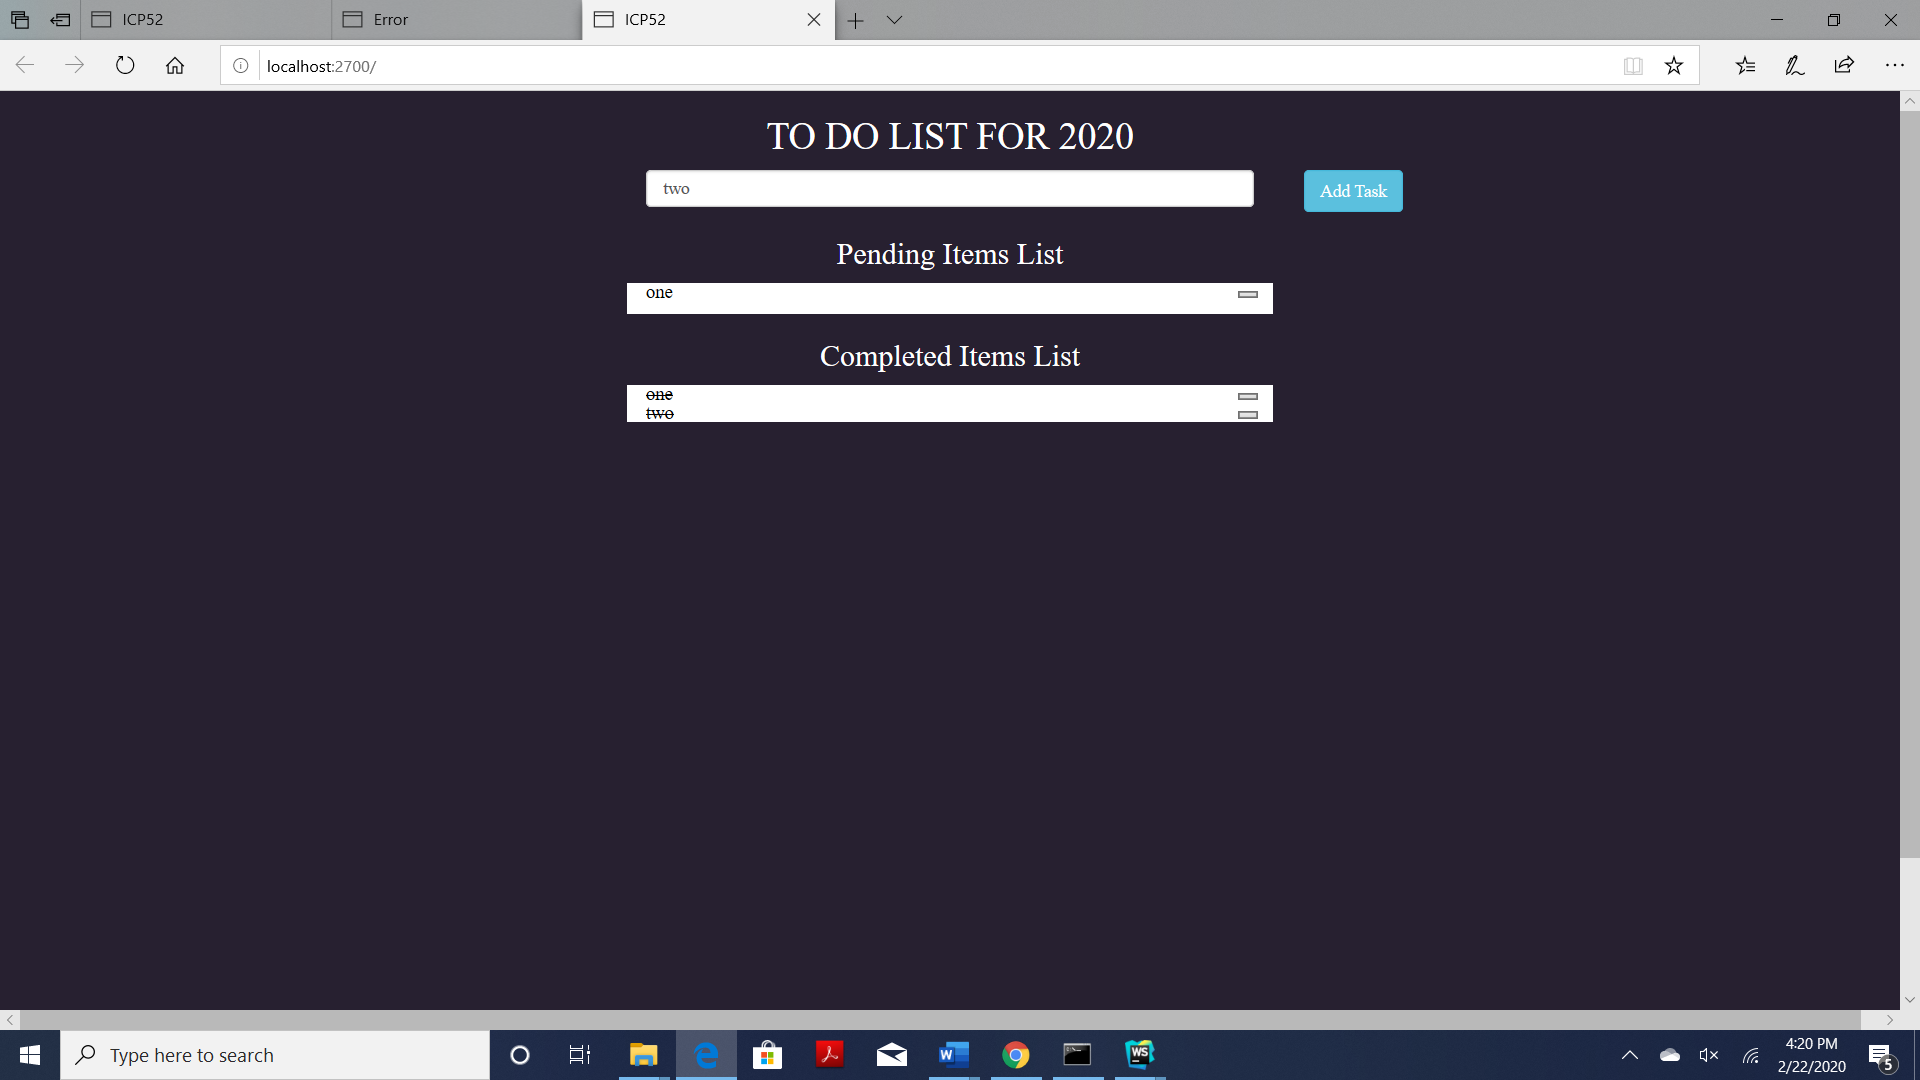 ICP52
Error
ICP52
localhost:2700/
TO DO LIST FOR 2020
two
Add Task
Pending Items List
one
Completed Items List
one
two
Type here to search
W
WS
4:20 PM
2/22/2020
5